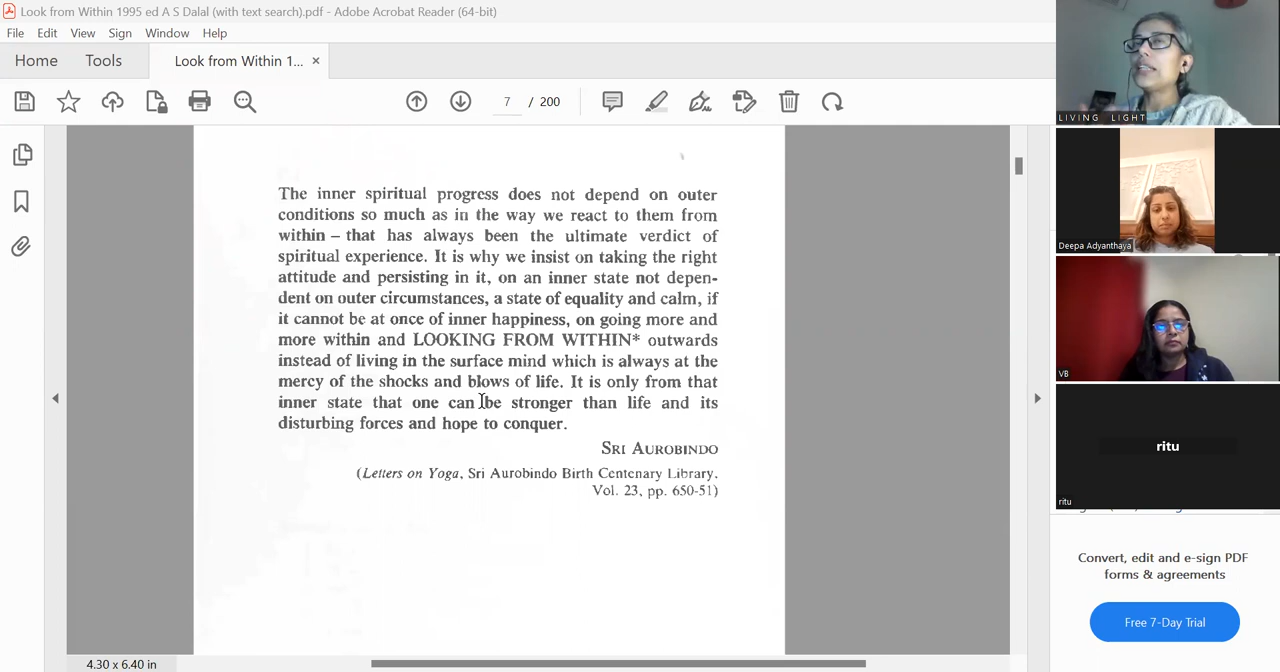 Look from Within 1995 ed A S Dalal (with text search).pdf - Adobe Acrobat Reader (64-bit)
File Edit View Sign Window Help
Home Tools Look from Within 1... ×
7 / 200
The inner spiritual progress does not depend on outer
conditions so much as in the way we react to them from
within – that has always been the ultimate verdict of
spiritual experience. It is why we insist on taking the right
attitude and persisting in it, on an inner state not depen-
dent on outer circumstances, a state of equality and calm, if
it cannot be at once of inner happiness, on going more and
more within and LOOKING FROM WITHIN* outwards
instead of living in the surface mind which is always at the
mercy of the shocks and blows of life. It is only from that
inner state that one can be stronger than life and its
disturbing forces and hope to conquer.
SRI AUROBINDO
(Letters on Yoga, Sri Aurobindo Birth Centenary Library.
Vol. 23, pp. 650-51)
4.30 x 6.40 in
LIVING LIGHT
Deepa Adyanthaya
VB
ritu
ritu
Convert, edit and e-sign PDF
forms & agreements
Free 7-Day Trial